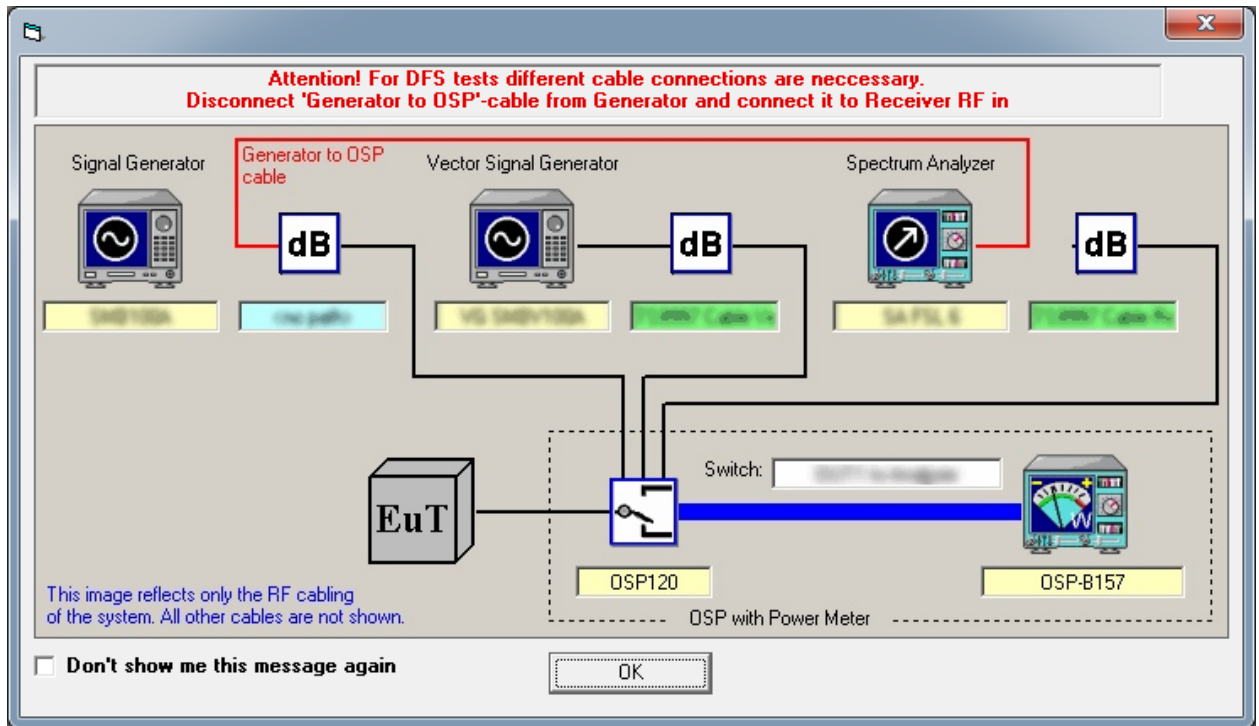 Attention! For DFS tests different cable connections are neccessary.
Disconnect 'Generator to OSP'-cable from Generator and connect it to Receiver RF in
Signal Generator
Generator to OSP
cable
Vector Signal Generator
Spectrum Analyzer
dB
dB
dB
Switch:
EuT
W
OSP120
OSP-B157
This image reflects only the RF cabling
of the system. All other cables are not shown.
OSP with Power Meter
Don't show me this message again
OK